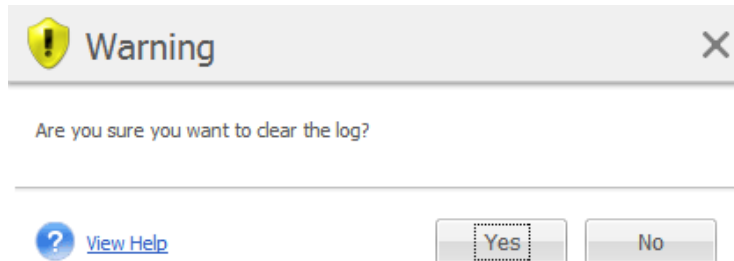 Warning
Are you sure you want to clear the log?
View Help
Yes
No